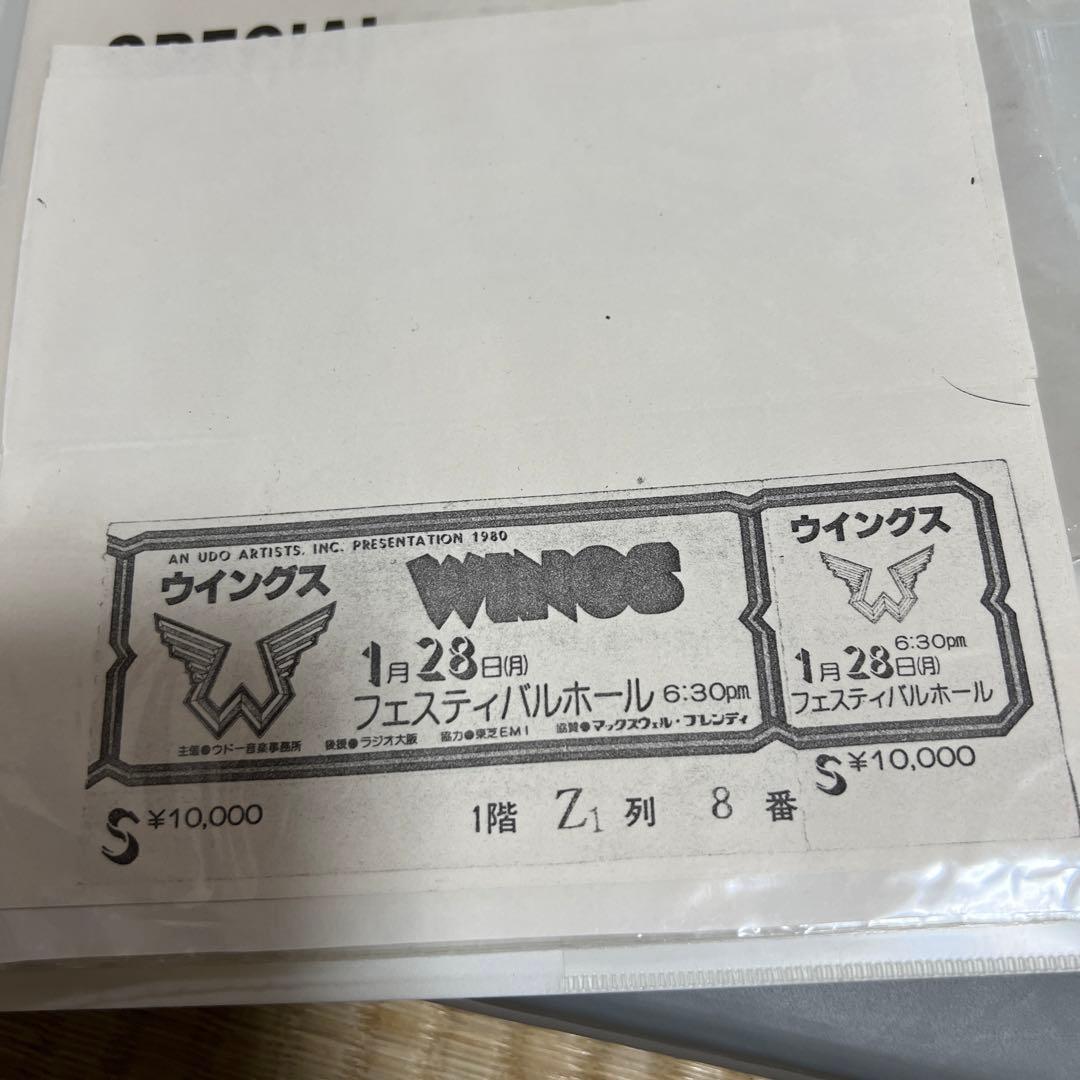 SPECIAL
AN UDO ARTISTS, INC. PRESENTATION 1980
ウイングス
WINGS
1月28日(月)
フェスティバルホール 6:30pm
主催●ウドー音楽事務所 後援●ラジオ大阪 協力●東芝EMI 協賛●マックスウェル・ブレンディ
S ¥10,000
1階 Z1 列 8 番
ウイングス
6:30pm
1月28日(月)
フェスティバルホール
S ¥10,000